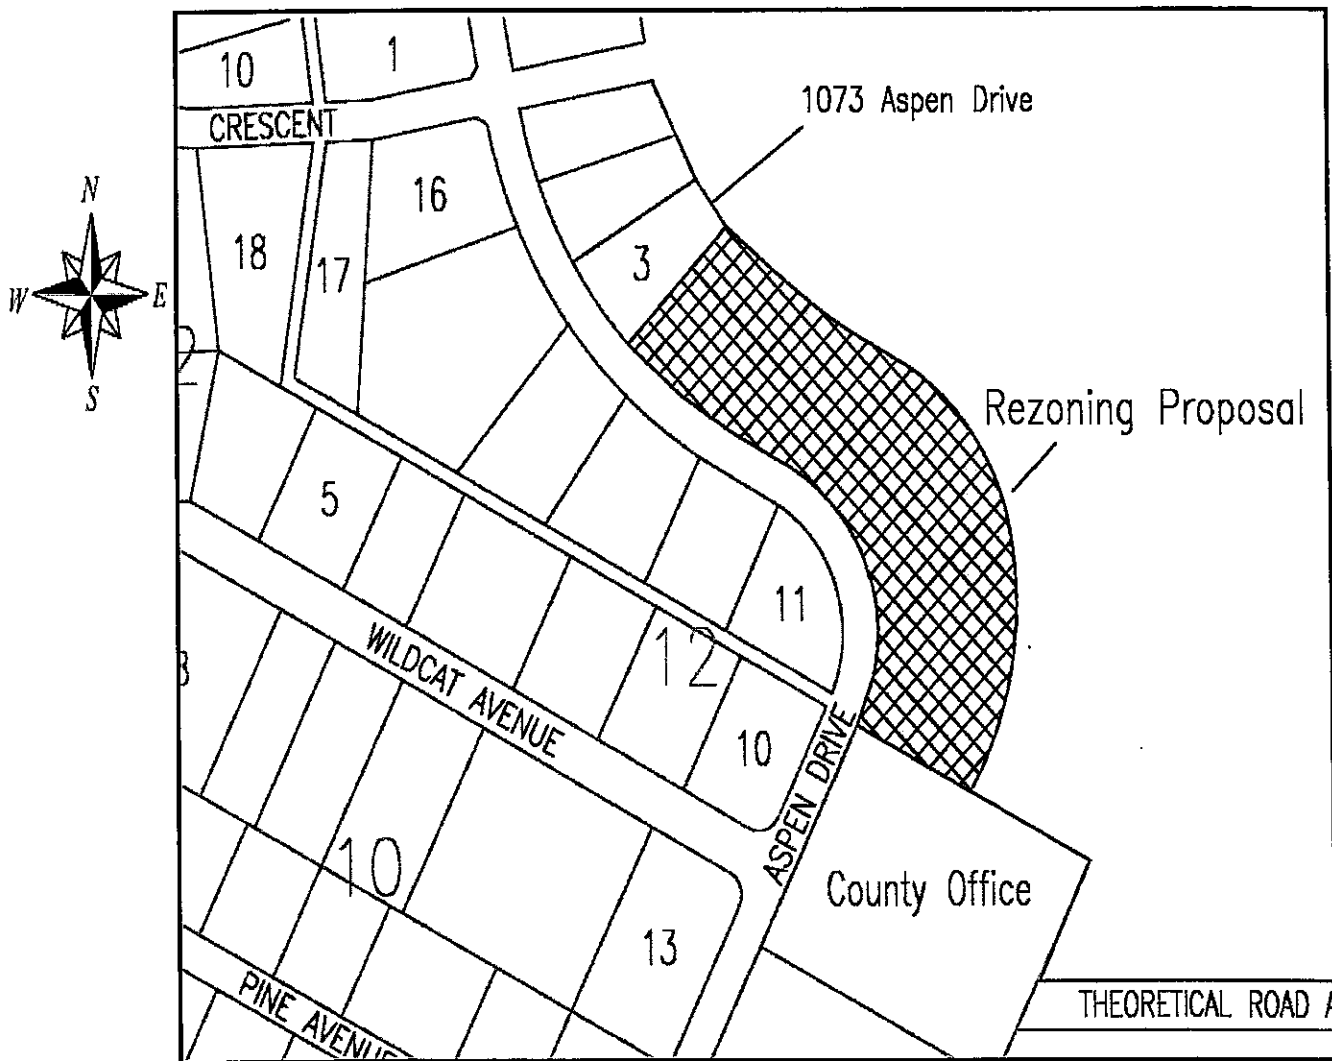 10
1
1073 Aspen Drive
CRESCENT
N
16
18
17
3
W
E
2
S
Rezoning Proposal
5
11
WILDCAT AVENUE
12
10
ASPEN DRIVE
10
County Office
13
PINE AVENUE
THEORETICAL ROAD